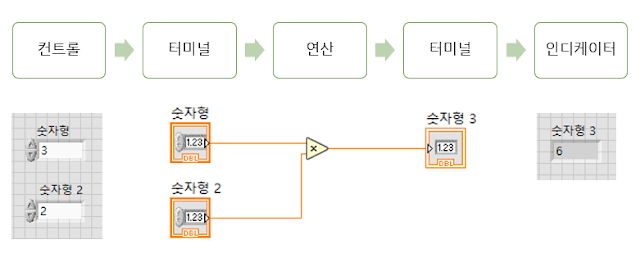 컨트롤 터미널 연산 터미널 인디케이터
숫자형 숫자형 숫자형 3 숫자형 3
3 1.23 x 1.23 6
DBL DBL
숫자형 2 숫자형 2
2 1.23
DBL